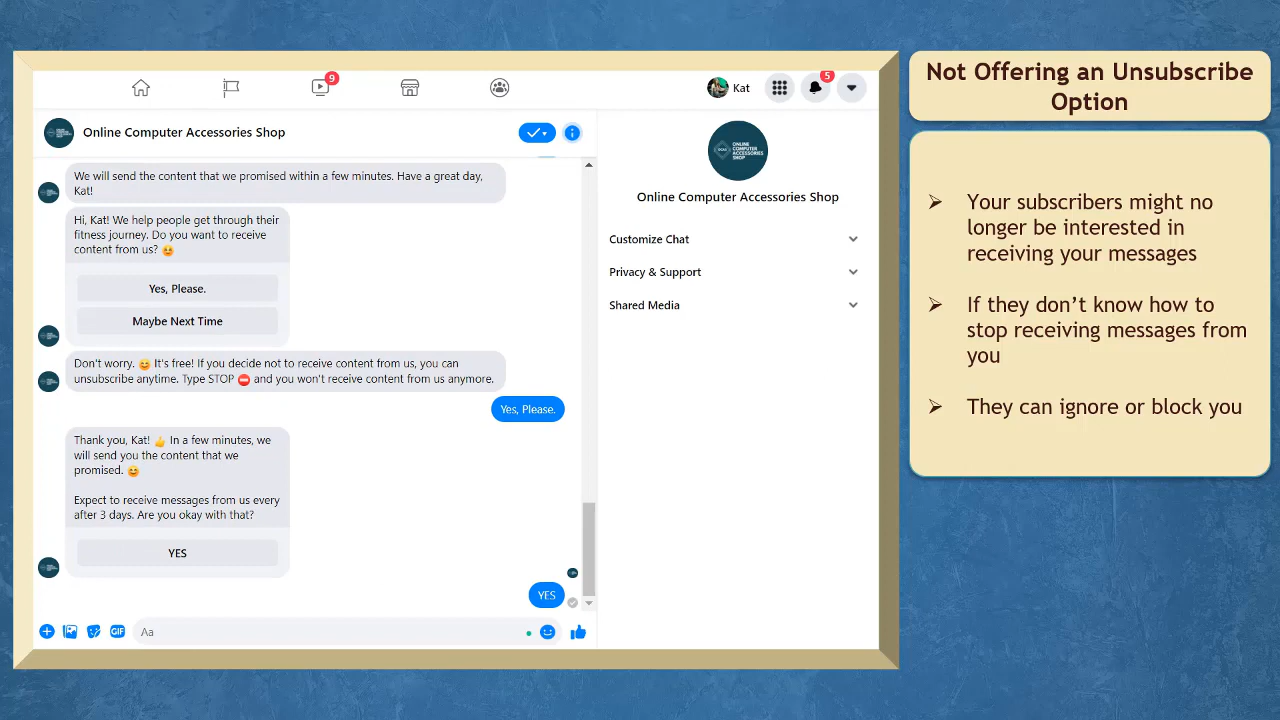 9
Kat
5
Online Computer Accessories Shop
We will send the content that we promised within a few minutes. Have a great day,
Kat!
Hi, Kat! We help people get through their
fitness journey. Do you want to receive
content from us? 😊
Yes, Please.
Maybe Next Time
Don't worry. 😊 It's free! If you decide not to receive content from us, you can
unsubscribe anytime. Type STOP ⛔ and you won't receive content from us anymore.
Yes, Please.
Thank you, Kat! 👍 In a few minutes, we
will send you the content that we
promised. 😊
Expect to receive messages from us every
after 3 days. Are you okay with that?
YES
YES
GIF
Aa
ONLINE
COMPUTER
ACCESSORIES
SHOP
Online Computer Accessories Shop
Customize Chat
Privacy & Support
Shared Media
Not Offering an Unsubscribe
Option
Your subscribers might no
longer be interested in
receiving your messages
If they don’t know how to
stop receiving messages from
you
They can ignore or block you